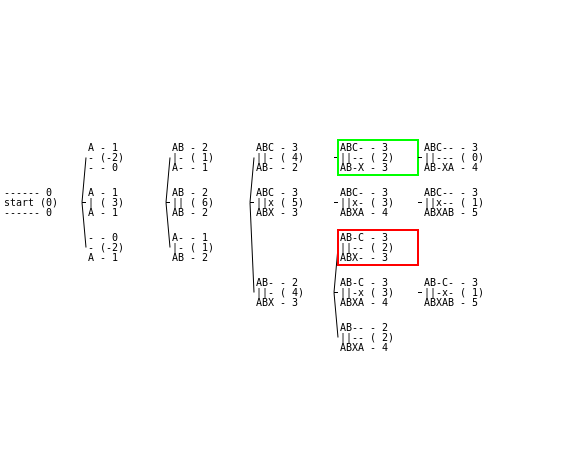 ------ 0
start (0)
------ 0
A - 1
- (-2)
- - 0
A - 1
| ( 3)
A - 1
- - 0
- (-2)
A - 1
AB - 2
|- ( 1)
A- - 1
AB - 2
|| ( 6)
AB - 2
A- - 1
|- ( 1)
AB - 2
ABC - 3
||- ( 4)
AB- - 2
ABC - 3
||x ( 5)
ABX - 3
AB- - 2
||- ( 4)
ABX - 3
ABC- - 3
||-- ( 2)
AB-X - 3
ABC- - 3
||x- ( 3)
ABXA - 4
AB-C - 3
||-- ( 2)
ABX- - 3
AB-C - 3
||-x ( 3)
ABXA - 4
AB-- - 2
||-- ( 2)
ABXA - 4
ABC-- - 3
||--- ( 0)
AB-XA - 4
ABC-- - 3
||x-- ( 1)
ABXAB - 5
AB-C- - 3
||-x- ( 1)
ABXAB - 5